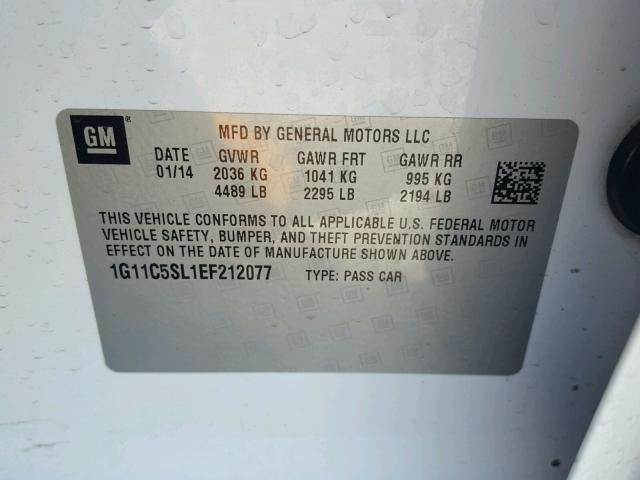 GM ®
MFD BY GENERAL MOTORS LLC
DATE GVWR GAWR FRT GAWR RR
01/14 2036 KG 1041 KG 995 KG
4489 LB 2295 LB 2194 LB
THIS VEHICLE CONFORMS TO ALL APPLICABLE U.S. FEDERAL MOTOR
VEHICLE SAFETY, BUMPER, AND THEFT PREVENTION STANDARDS IN
EFFECT ON THE DATE OF MANUFACTURE SHOWN ABOVE.
1G11C5SL1EF212077 TYPE: PASS CAR